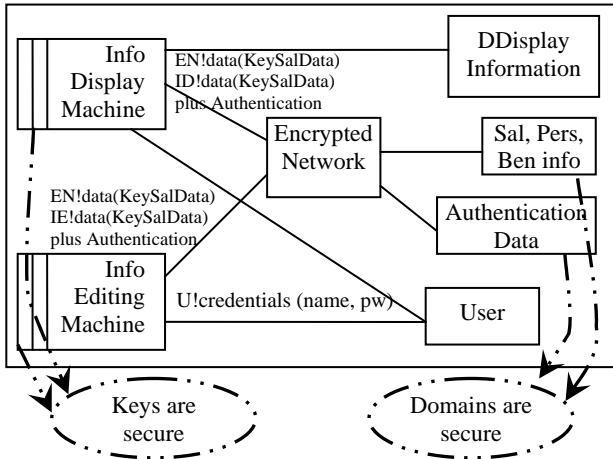 Info
Display
Machine
EN!data(KeySalData)
ID!data(KeySalData)
plus Authentication
DDisplay
Information
Encrypted
Network
Sal, Pers,
Ben info
EN!data(KeySalData)
IE!data(KeySalData)
plus Authentication
Authentication
Data
Info
Editing
Machine
U!credentials (name, pw)
User
Keys are
secure
Domains are
secure